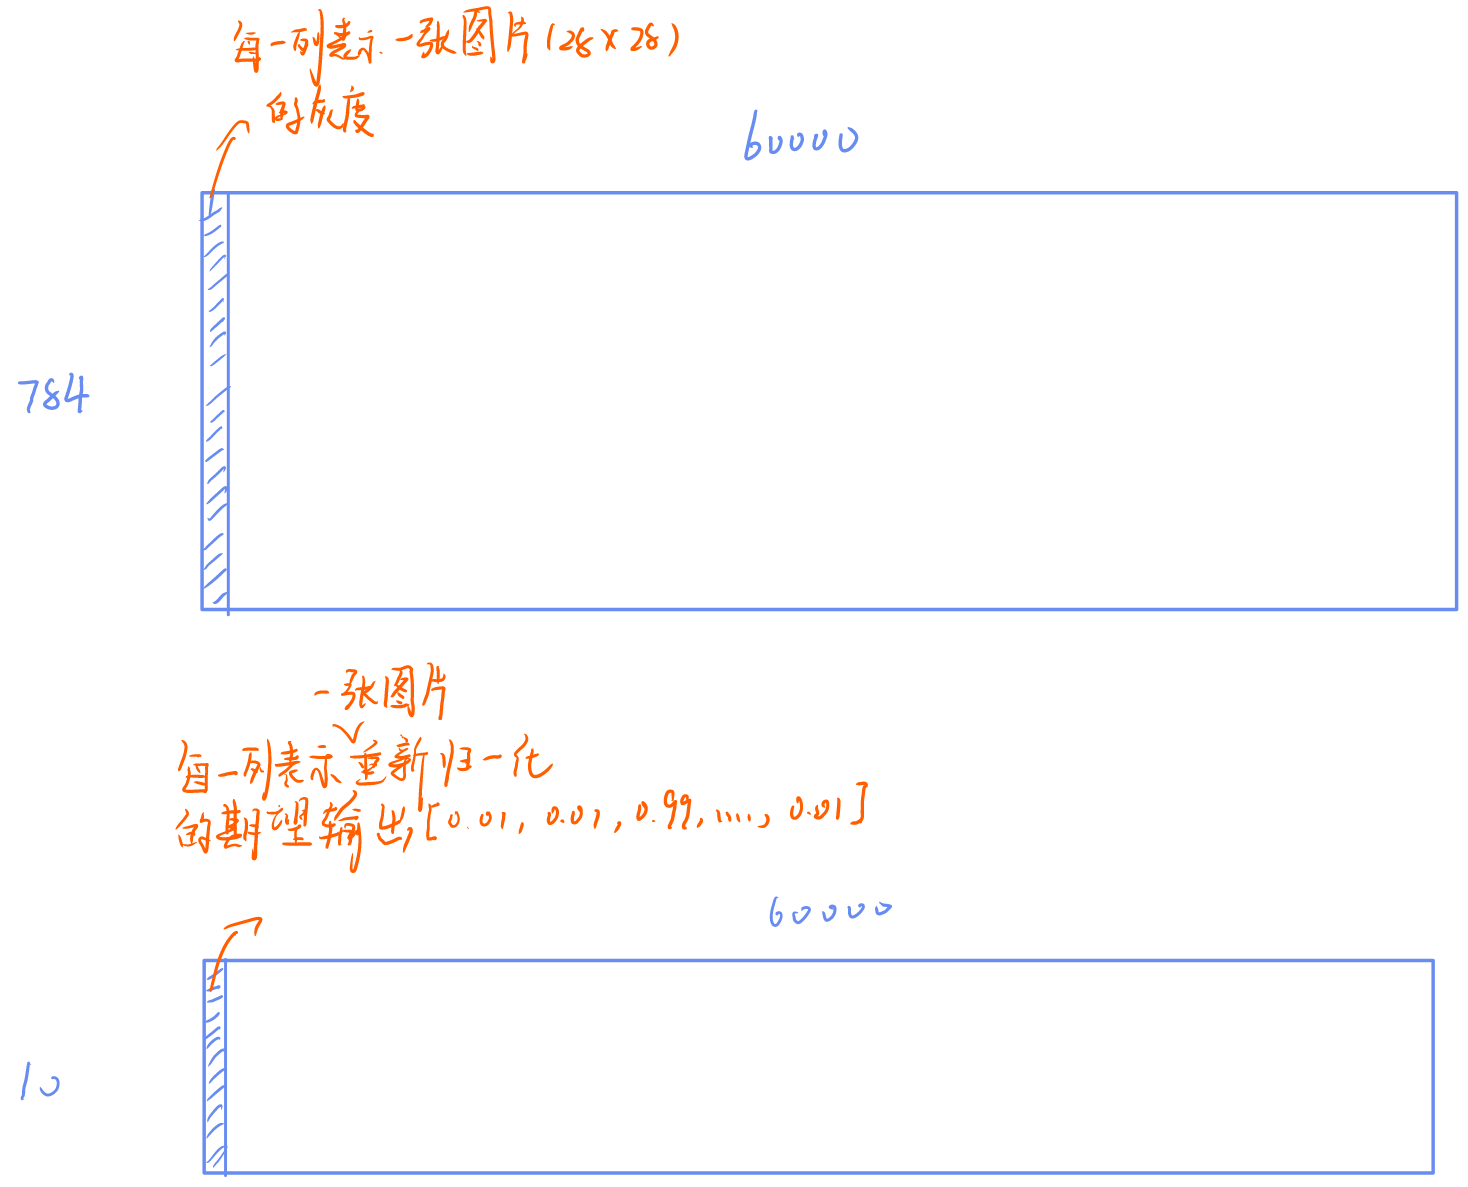 每一列表示一张图片(28×28)
的灰度
60000
784
一张图片
每一列表示重新归一化
的期望输出,[0.01, 0.01, 0.99, ...., 0.01]
60000
10